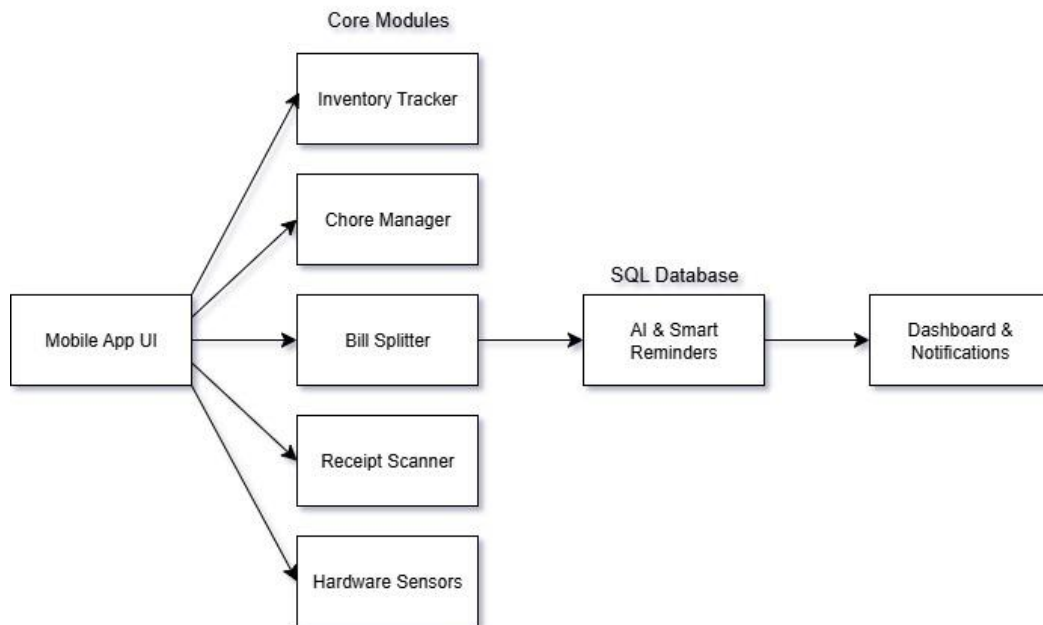 Core Modules
Inventory Tracker
Chore Manager
SQL Database
Mobile App UI
Bill Splitter
AI & Smart
Reminders
Dashboard &
Notifications
Receipt Scanner
Hardware Sensors